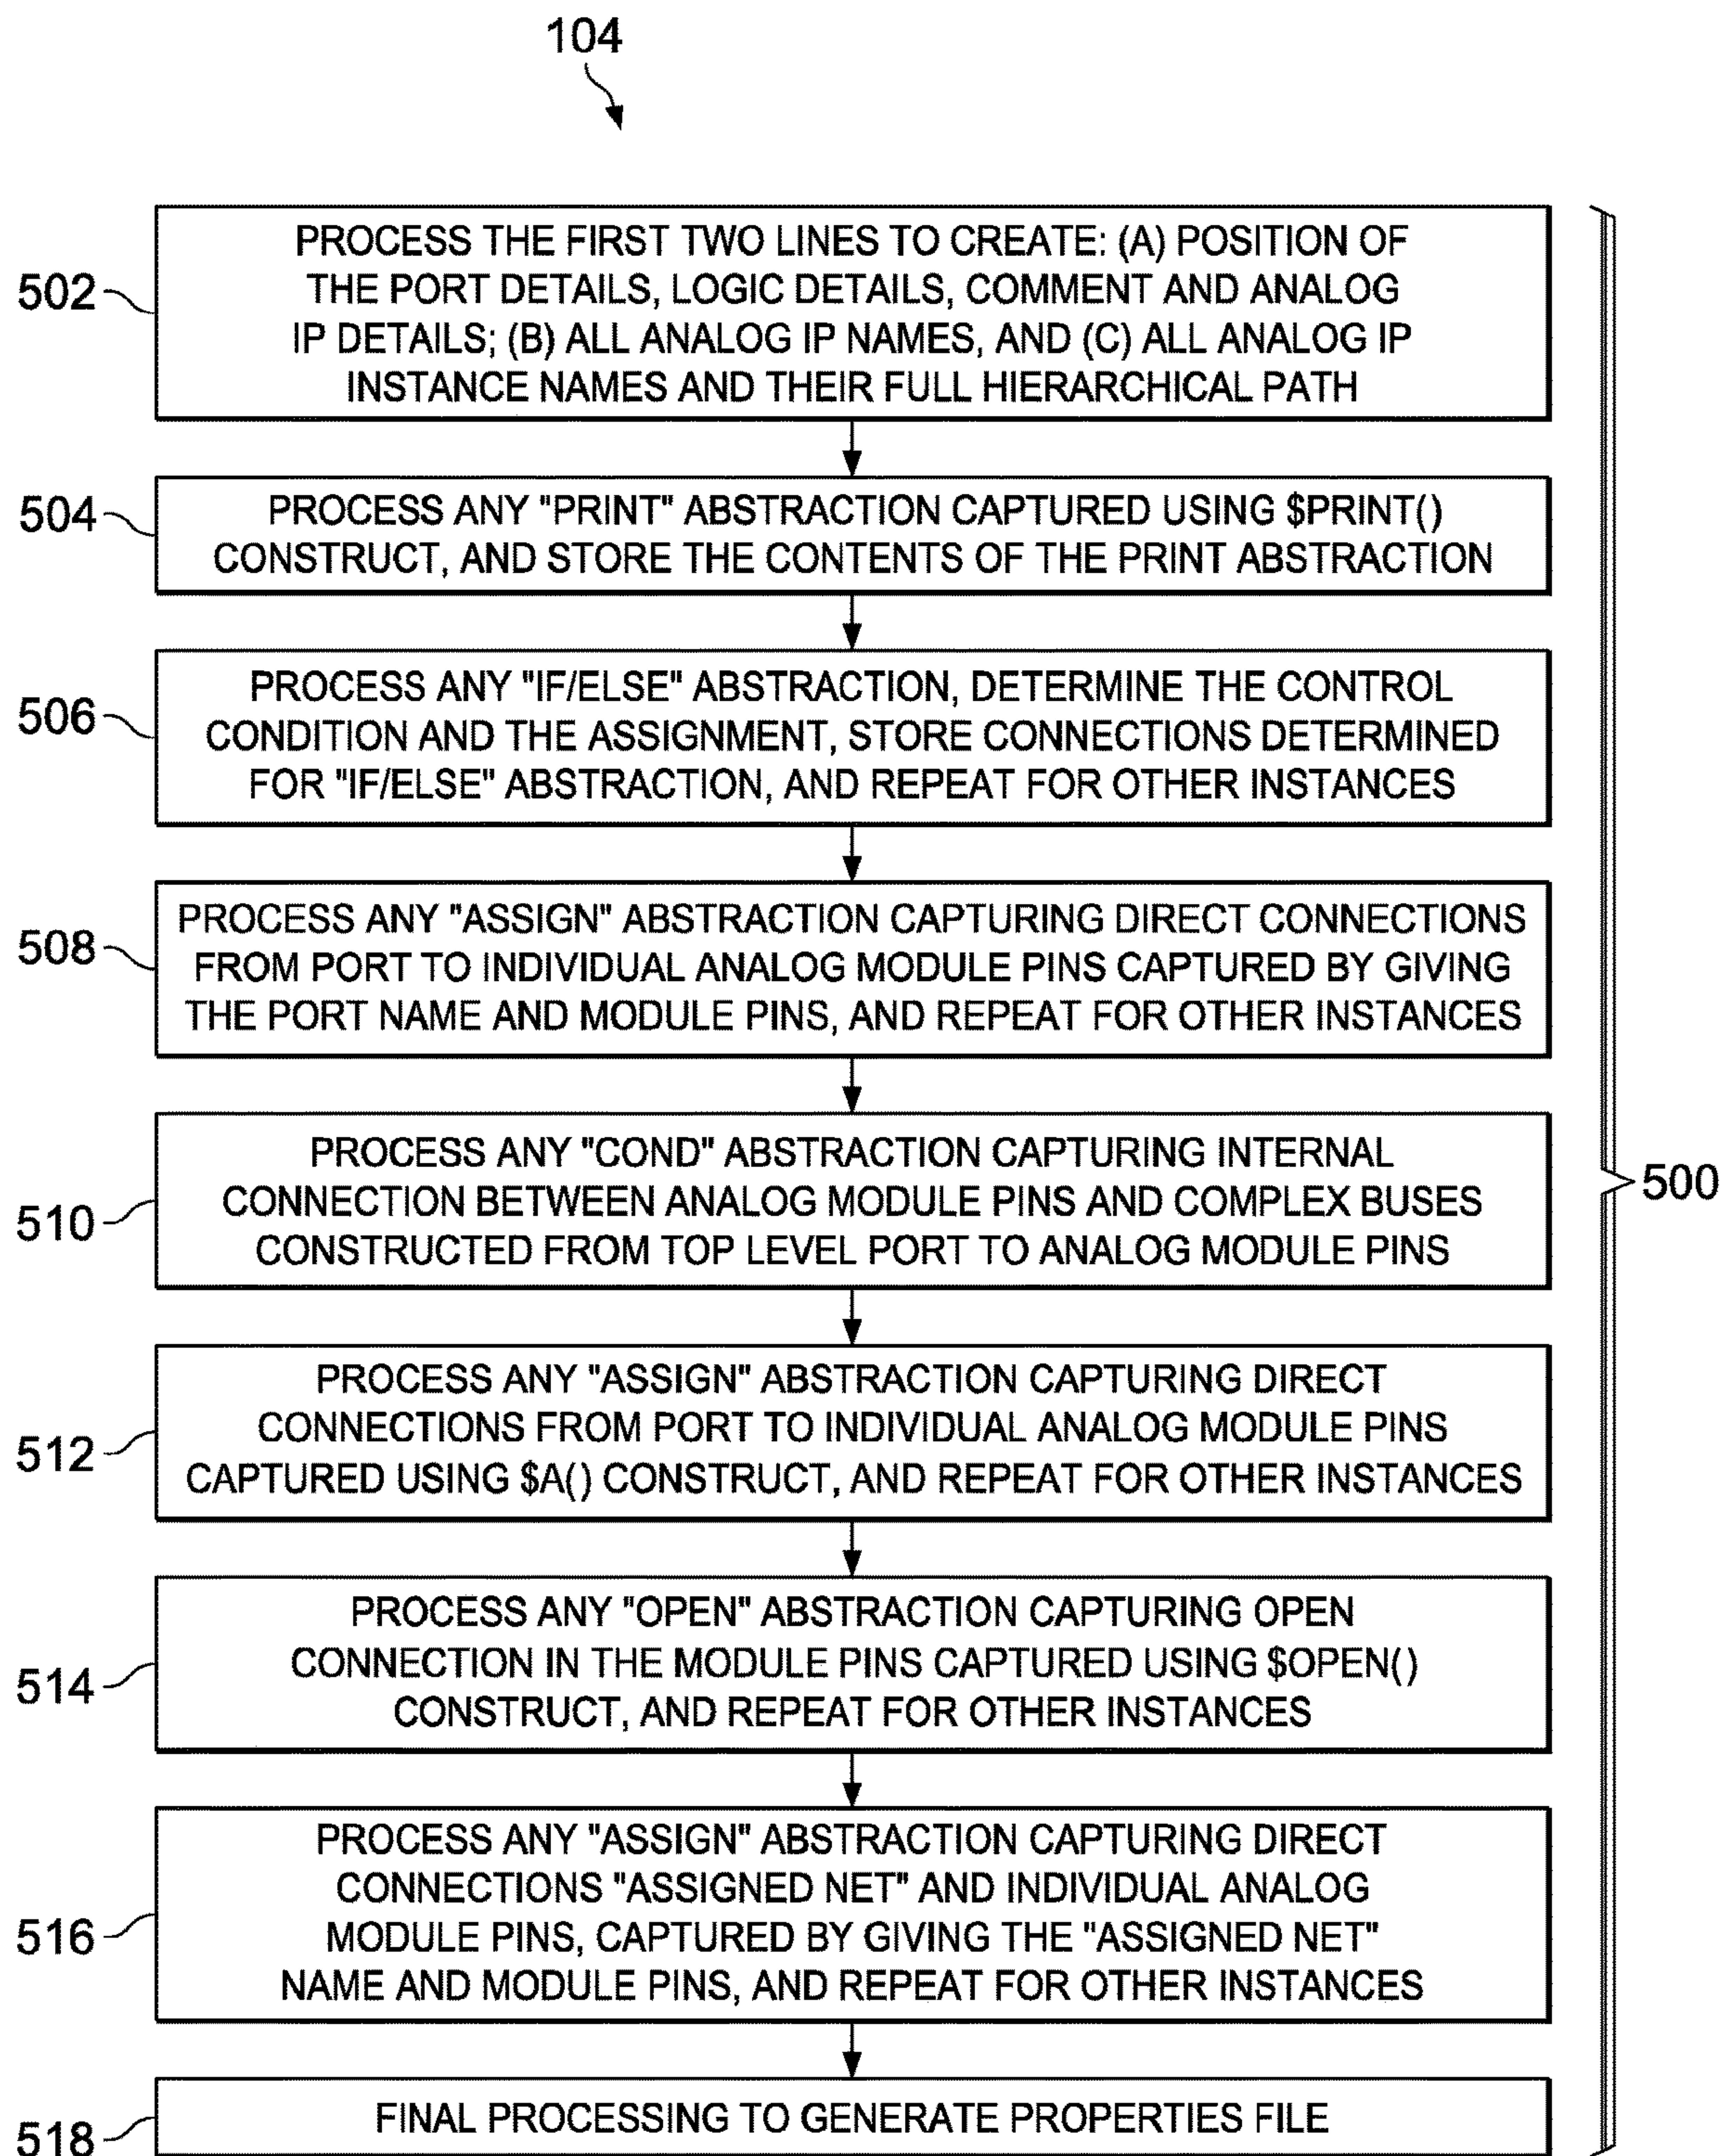 104
502
PROCESS THE FIRST TWO LINES TO CREATE: (A) POSITION OF
THE PORT DETAILS, LOGIC DETAILS, COMMENT AND ANALOG
IP DETAILS; (B) ALL ANALOG IP NAMES, AND (C) ALL ANALOG IP
INSTANCE NAMES AND THEIR FULL HIERARCHICAL PATH
504
PROCESS ANY "PRINT" ABSTRACTION CAPTURED USING $PRINT()
CONSTRUCT, AND STORE THE CONTENTS OF THE PRINT ABSTRACTION
506
PROCESS ANY "IF/ELSE" ABSTRACTION, DETERMINE THE CONTROL
CONDITION AND THE ASSIGNMENT, STORE CONNECTIONS DETERMINED
FOR "IF/ELSE" ABSTRACTION, AND REPEAT FOR OTHER INSTANCES
508
PROCESS ANY "ASSIGN" ABSTRACTION CAPTURING DIRECT CONNECTIONS
FROM PORT TO INDIVIDUAL ANALOG MODULE PINS CAPTURED BY GIVING
THE PORT NAME AND MODULE PINS, AND REPEAT FOR OTHER INSTANCES
510
PROCESS ANY "COND" ABSTRACTION CAPTURING INTERNAL
CONNECTION BETWEEN ANALOG MODULE PINS AND COMPLEX BUSES
CONSTRUCTED FROM TOP LEVEL PORT TO ANALOG MODULE PINS
500
512
PROCESS ANY "ASSIGN" ABSTRACTION CAPTURING DIRECT
CONNECTIONS FROM PORT TO INDIVIDUAL ANALOG MODULE PINS
CAPTURED USING $A() CONSTRUCT, AND REPEAT FOR OTHER INSTANCES
514
PROCESS ANY "OPEN" ABSTRACTION CAPTURING OPEN
CONNECTION IN THE MODULE PINS CAPTURED USING $OPEN()
CONSTRUCT, AND REPEAT FOR OTHER INSTANCES
516
PROCESS ANY "ASSIGN" ABSTRACTION CAPTURING DIRECT
CONNECTIONS "ASSIGNED NET" AND INDIVIDUAL ANALOG
MODULE PINS, CAPTURED BY GIVING THE "ASSIGNED NET"
NAME AND MODULE PINS, AND REPEAT FOR OTHER INSTANCES
518
FINAL PROCESSING TO GENERATE PROPERTIES FILE